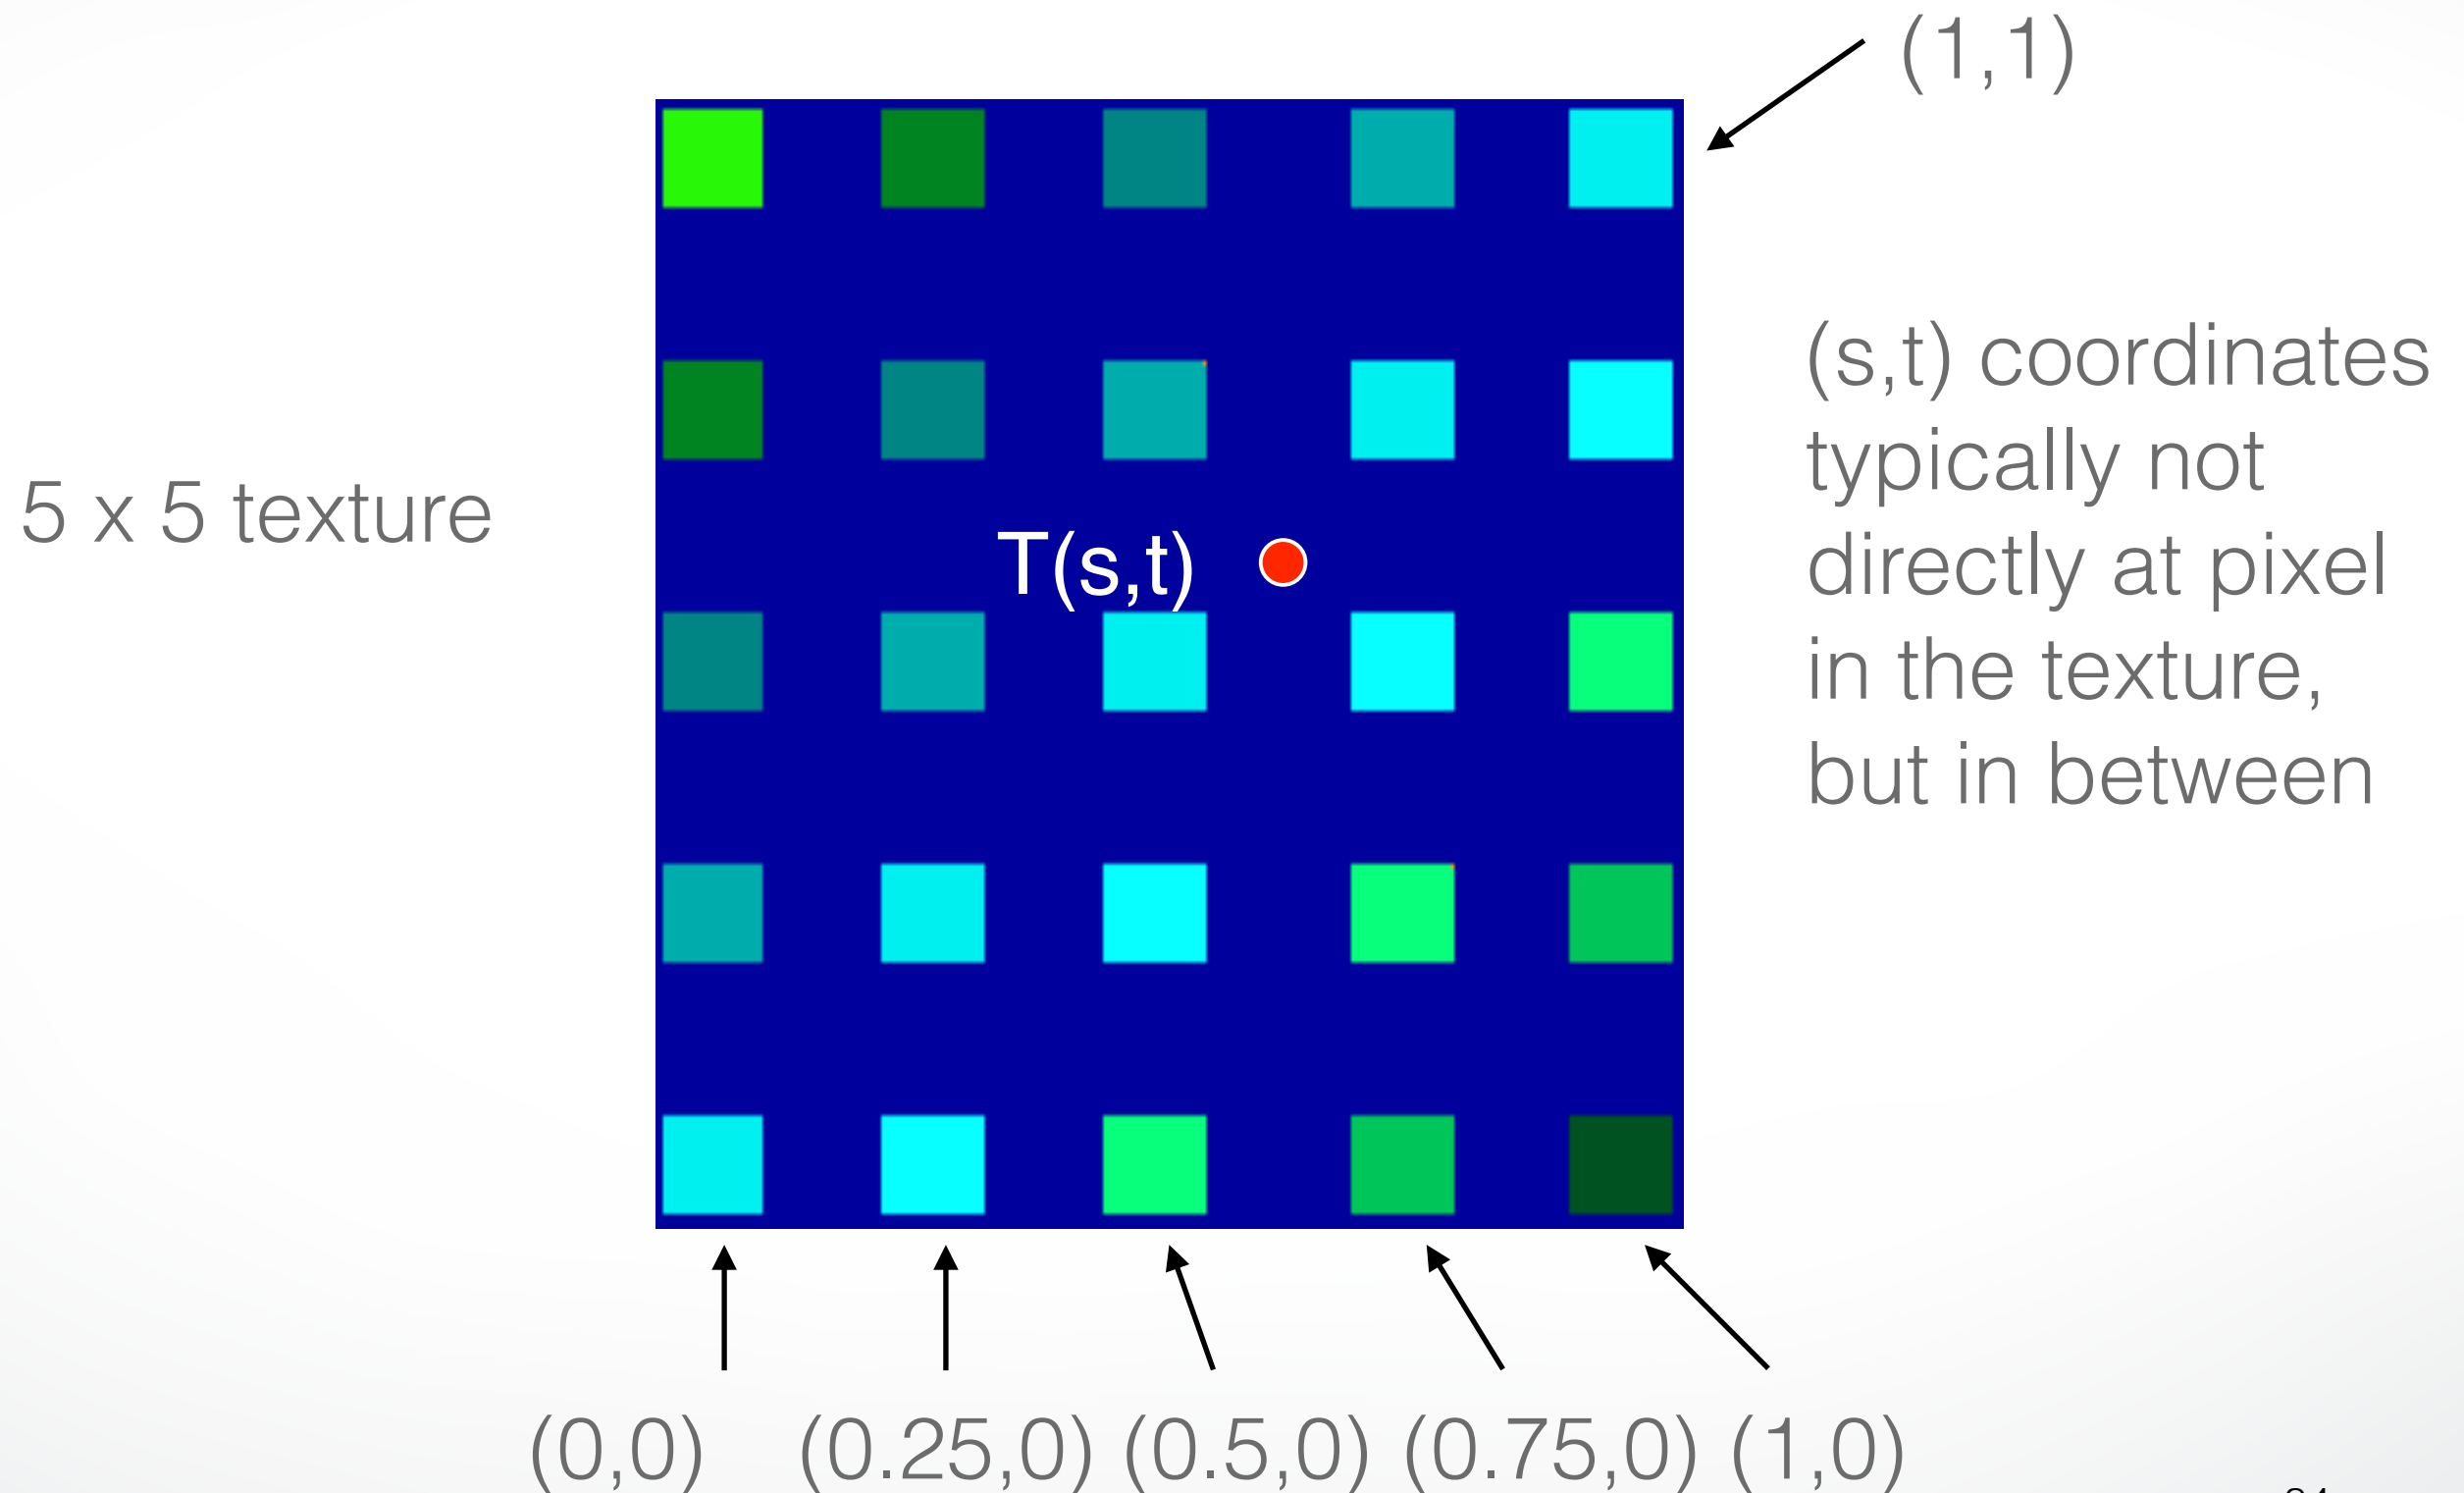 (1,1)
5 x 5 texture
T(s,t)
(s,t) coordinates
typically not
directly at pixel
in the texture,
but in between
(0,0) (0.25,0) (0.5,0) (0.75,0) (1,0)